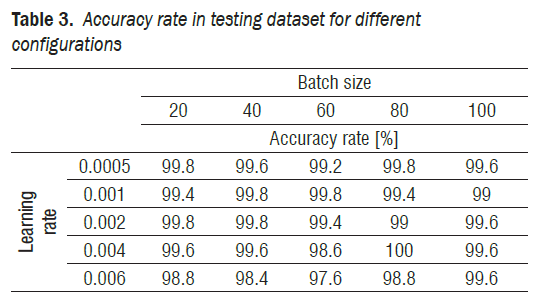 Table 3. Accuracy rate in testing dataset for different
configurations
Batch size
20 40 60 80 100
Accuracy rate [%]
Learning
rate
0.0005 99.8 99.6 99.2 99.8 99.6
0.001 99.4 99.8 99.8 99.4 99
0.002 99.8 99.8 99.4 99 99.6
0.004 99.6 99.6 98.6 100 99.6
0.006 98.8 98.4 97.6 98.8 99.6